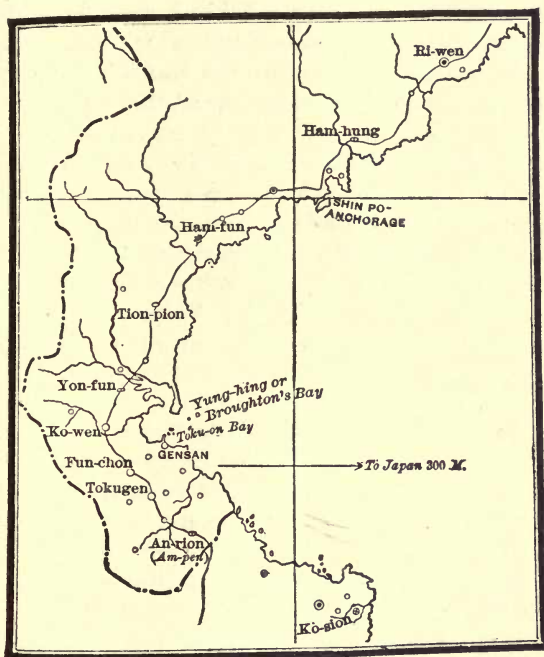 Ri-wen
Ham-hung
SHIN PO-
ANCHORAGE
Ham-fun
Tion-pion
Yung-hing or
Broughton's Bay
Yon-fun
Toku-on Bay
Ko-wen
GENSAN
Fun-chon
To Japan 300 M.
Tokugen
An-rion
(Am-pen)
Ko-sion